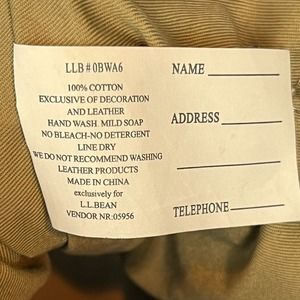 LLB#0BWA6
100% COTTON
EXCLUSIVE OF DECORATION
AND LEATHER
HAND WASH. MILD SOAP
NO BLEACH-NO DETERGENT
LINE DRY
WE DO NOT RECOMMEND WASHING
LEATHER PRODUCTS
MADE IN CHINA
exclusively for
L.L.BEAN
VENDOR NR:05956
NAME
ADDRESS
TELEPHONE